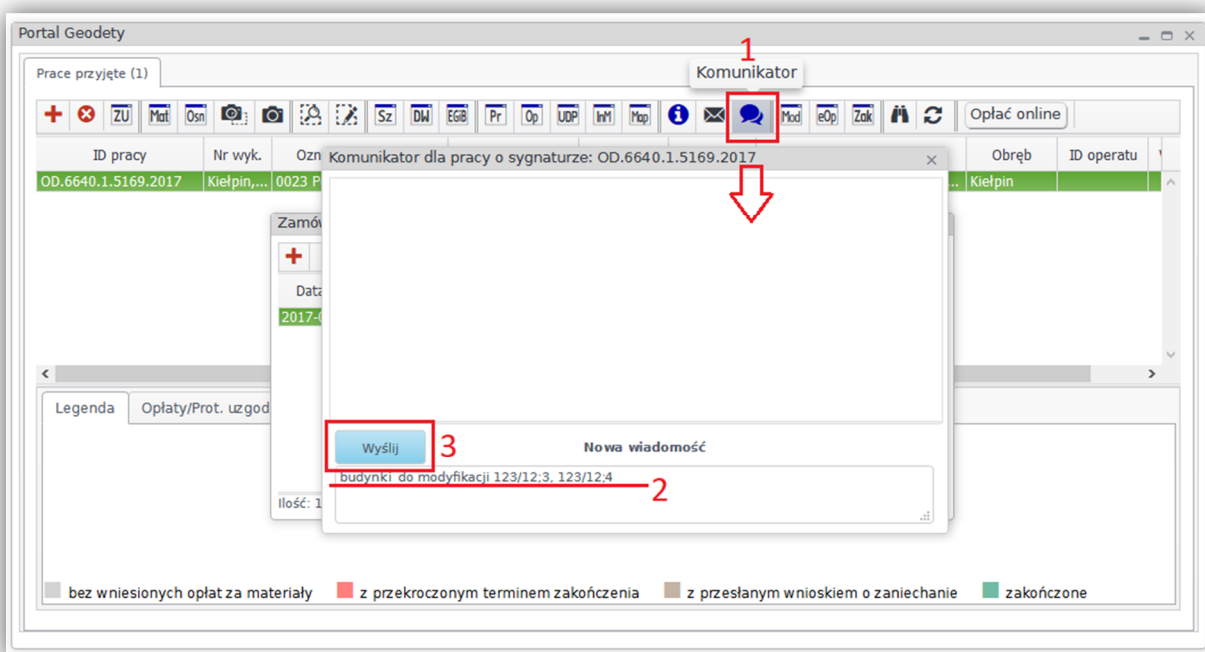 Portal Geodety
Prace przyjęte (1)
1
Komunikator
ZU Mat Osn Sz DW EGiB Pr Op UDP InM Map Mod eOp Zak Opłać online
ID pracy Nr wyk. Ozn Obręb ID operatu
OD.6640.1.5169.2017 Kiełpin,... 0023 P ... Kiełpin
Komunikator dla pracy o sygnaturze: OD.6640.1.5169.2017
Zamów
Data
2017-0
Legenda Opłaty/Prot. uzgod
Wyślij 3 Nowa wiadomość
budynki do modyfikacji 123/12;3, 123/12;4
2
Ilość: 1
bez wniesionych opłat za materiały z przekroczonym terminem zakończenia z przesłanym wnioskiem o zaniechanie zakończone